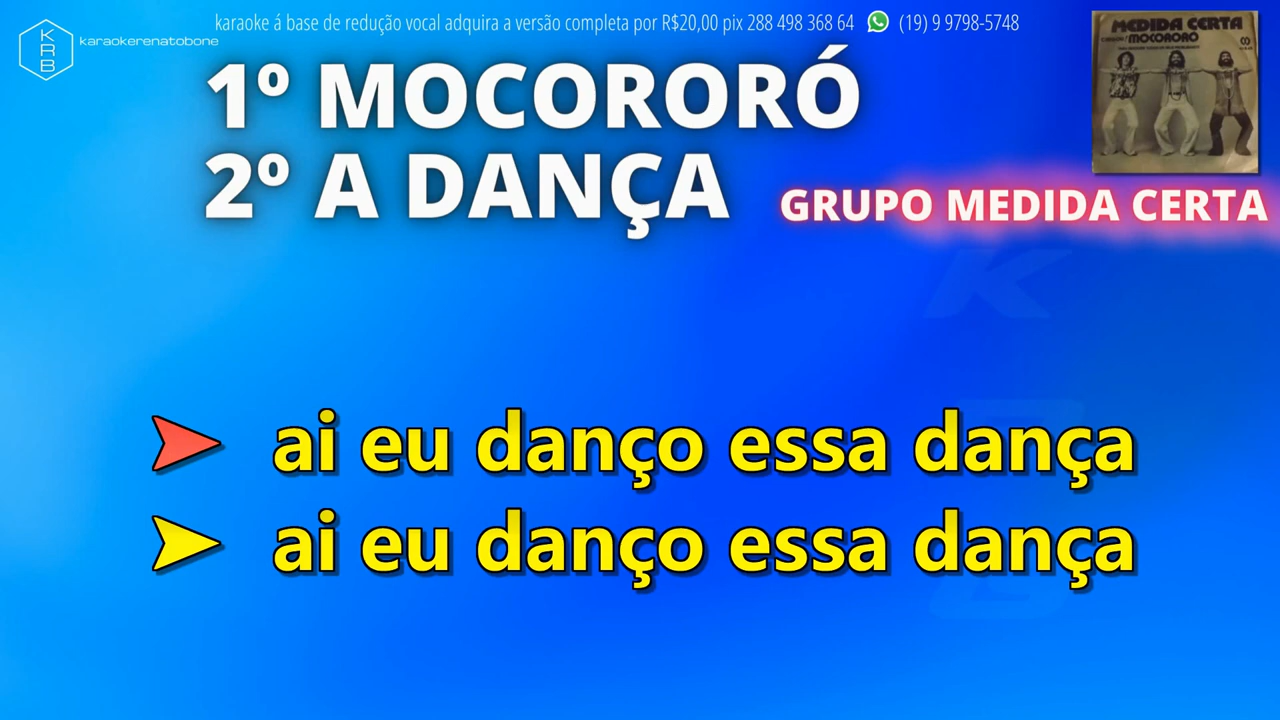 karaoke á base de redução vocal adquira a versão completa por R$20,00 pix 288 498 368 64 (19) 9 9798-5748
KRB
karaokerenatobone
MEDIDA CERTA
MOCORORÓ
1º MOCORORÓ
2º A DANÇA
GRUPO MEDIDA CERTA
K
B
ai eu danço essa dança
ai eu danço essa dança